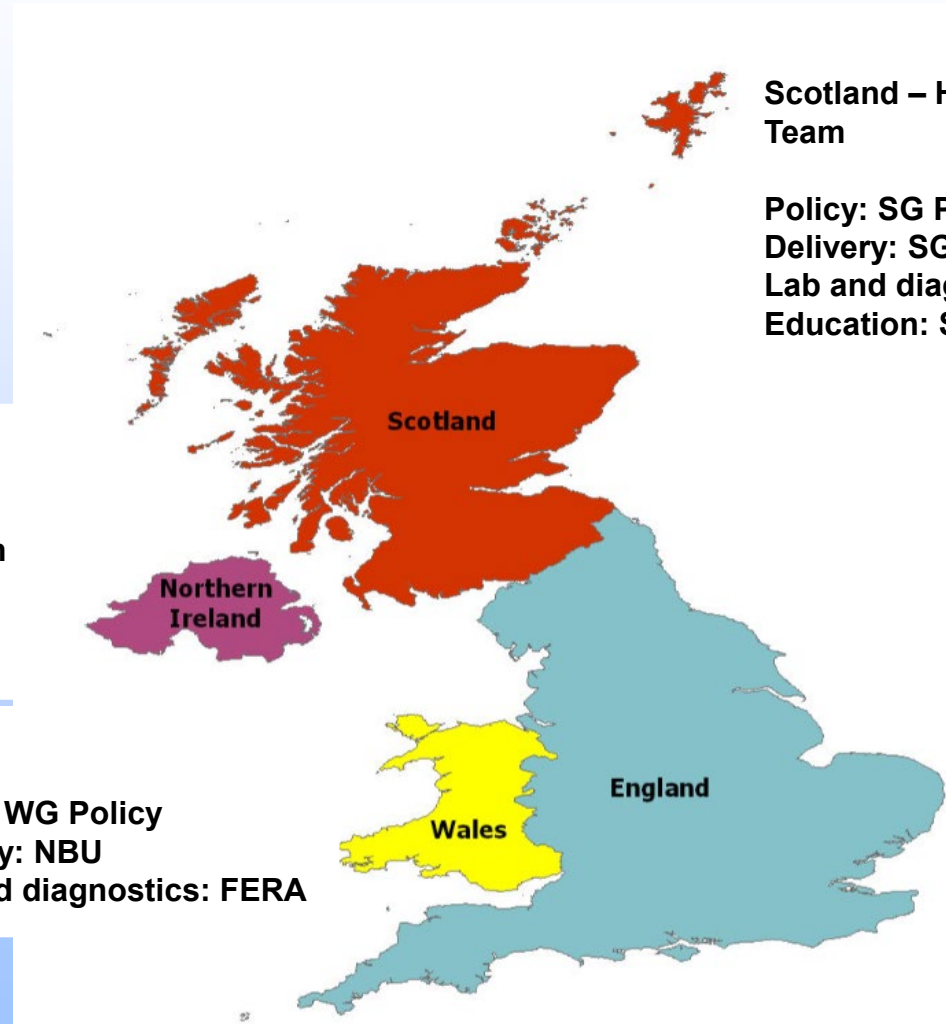 Scotland –
Team
Policy: SG
Delivery: SG
Lab and
Education:
Scotland
Northern
Ireland
England
Wales
WG Policy
NBU
diagnostics: FERA